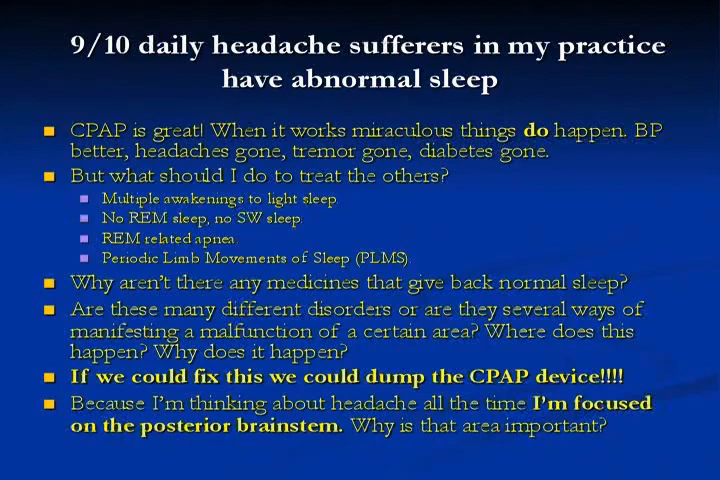 9/10 daily headache sufferers in my practice
have abnormal sleep
CPAP is great! When it works miraculous things do happen. BP
better, headaches gone, tremor gone, diabetes gone.
But what should I do to treat the others?
Multiple awakenings to light sleep.
No REM sleep, no SW sleep.
REM related apnea.
Periodic Limb Movements of Sleep (PLMS).
Why aren't there any medicines that give back normal sleep?
Are these many different disorders or are they several ways of
manifesting a malfunction of a certain area? Where does this
happen? Why does it happen?
If we could fix this we could dump the CPAP device!!!!
Because I'm thinking about headache all the time I'm focused
on the posterior brainstem. Why is that area important?